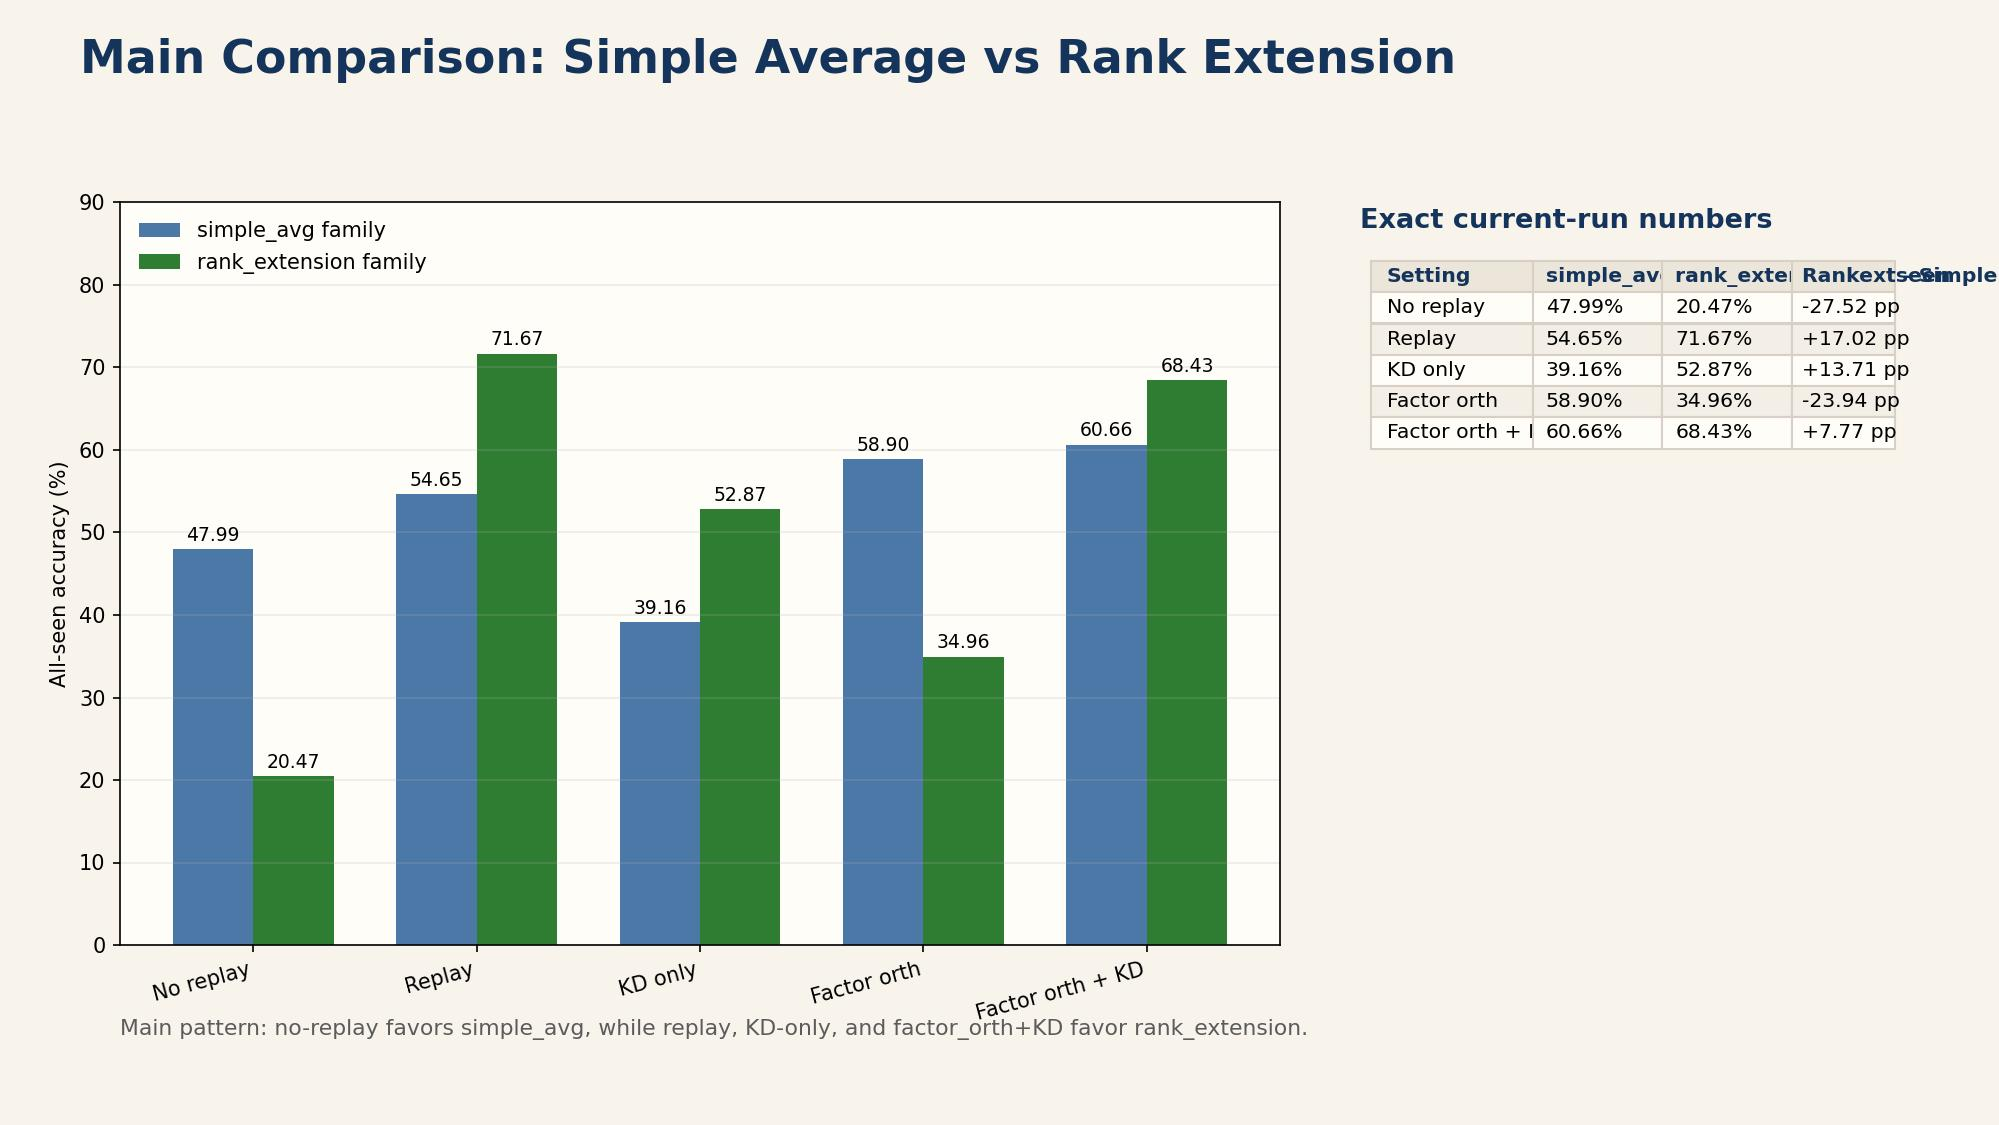 Main Comparison: Simple Average vs Rank Extension
90
80
70
60
50
40
30
20
10
0
All-seen accuracy (%)
simple_avg family
rank_extension family
47.99
20.47
54.65
71.67
39.16
52.87
58.90
34.96
60.66
68.43
No replay
Replay
KD only
Factor orth
Factor orth + KD
Main pattern: no-replay favors simple_avg, while replay, KD-only, and factor_orth+KD favor rank_extension.
Exact current-run numbers
Setting simple_av rank_exte
No replay 47.99% 20.47% -27.52 pp
Replay 54.65% 71.67% +17.02 pp
KD only 39.16% 52.87% +13.71 pp
Factor orth 58.90% 34.96% -23.94 pp
Factor orth + 60.66% 68.43% +7.77 pp